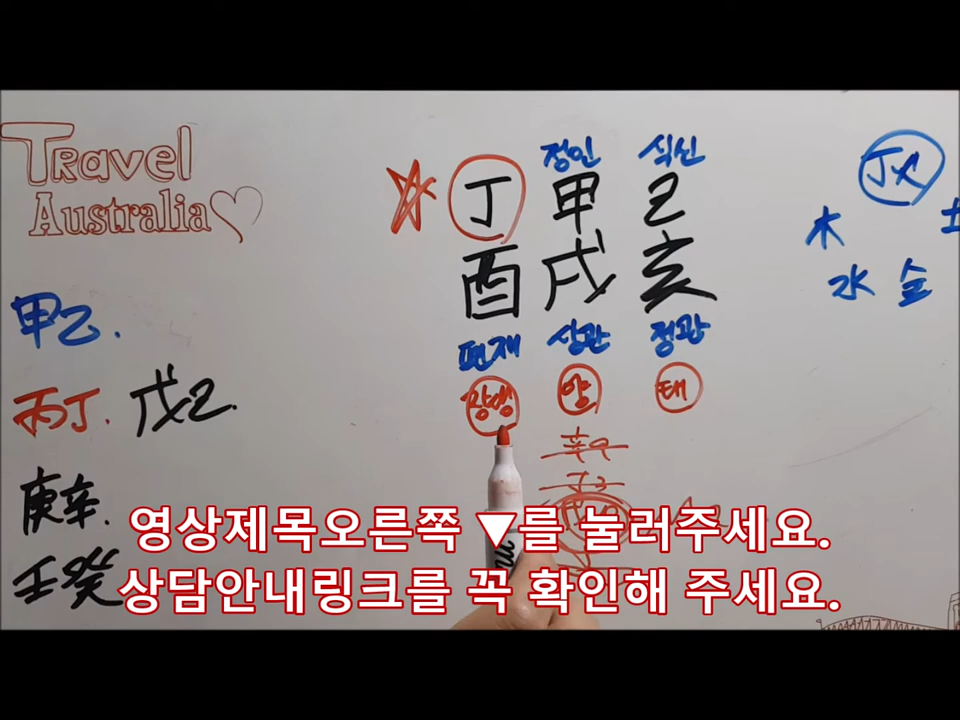 Travel
Australia
정인 식신
丁 甲 己
酉 戌 亥
편재 상관 정관
장생 양 태
甲乙.
丙丁. 戊己.
庚辛.
壬癸
丁火
木 土
水 金
영상제목오른쪽 ▼를 눌러주세요.
상담안내링크를 꼭 확인해 주세요.